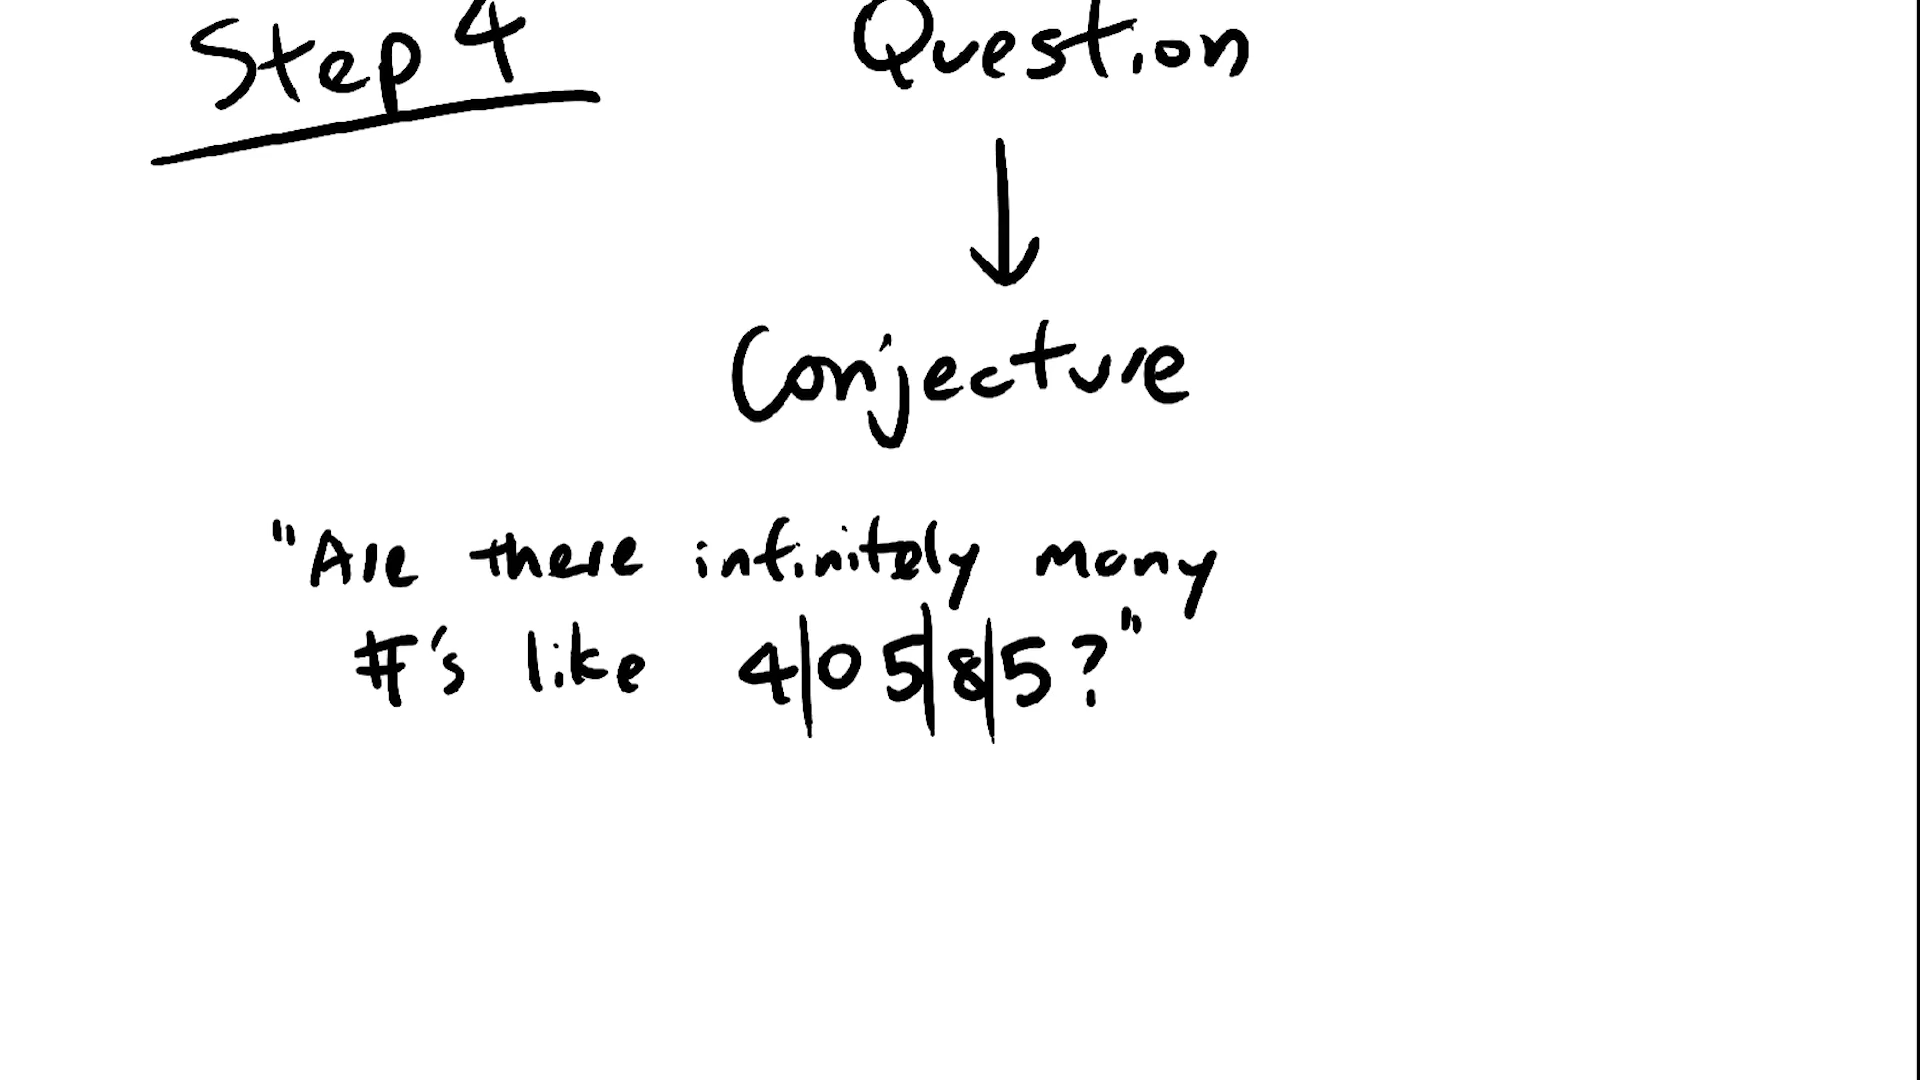 Step 4
Question
Conjecture
"Are there infinitely many
#'s like 4|05|8|5?"